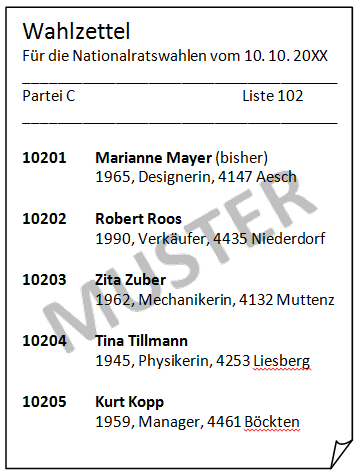 Wahlzettel
Für die Nationalratswahlen vom 10. 10. 20XX
Partei C Liste 102
10201 Marianne Mayer (bisher)
1965, Designerin, 4147 Aesch
10202 Robert Roos
1990, Verkäufer, 4435 Niederdorf
10203 Zita Zuber
1962, Mechanikerin, 4132 Muttenz
10204 Tina Tillmann
1945, Physikerin, 4253 Liesberg
10205 Kurt Kopp
1959, Manager, 4461 Böckten
MUSTER